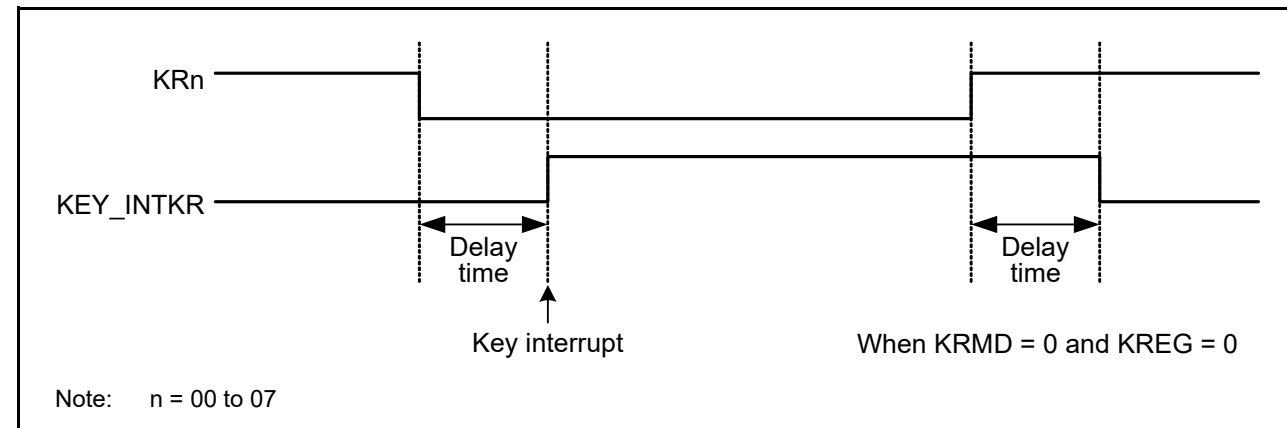 KRn
KEY_INTKR
Delay
time
Delay
time
Key interrupt
When KRMD = 0 and KREG = 0
Note: n = 00 to 07